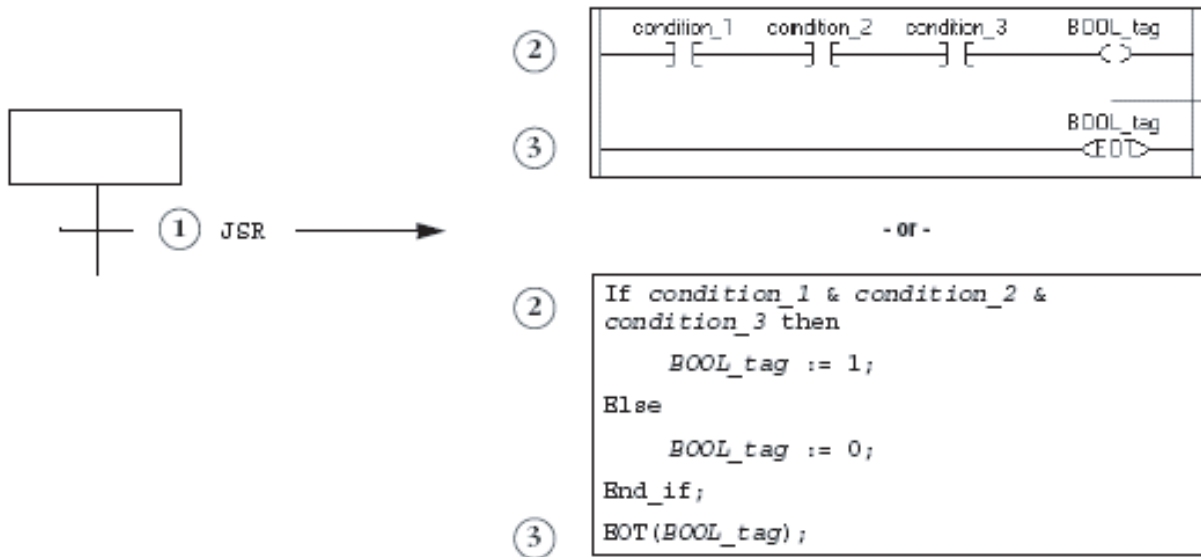 condition_1 condition_2 condition_3 BOOL_tag
2
BOOL_tag
3
EOT
1 JSR
- or -
2
If condition_1 & condition_2 &
condition_3 then
BOOL_tag := 1;
Else
BOOL_tag := 0;
End_if;
3
EOT(BOOL_tag);